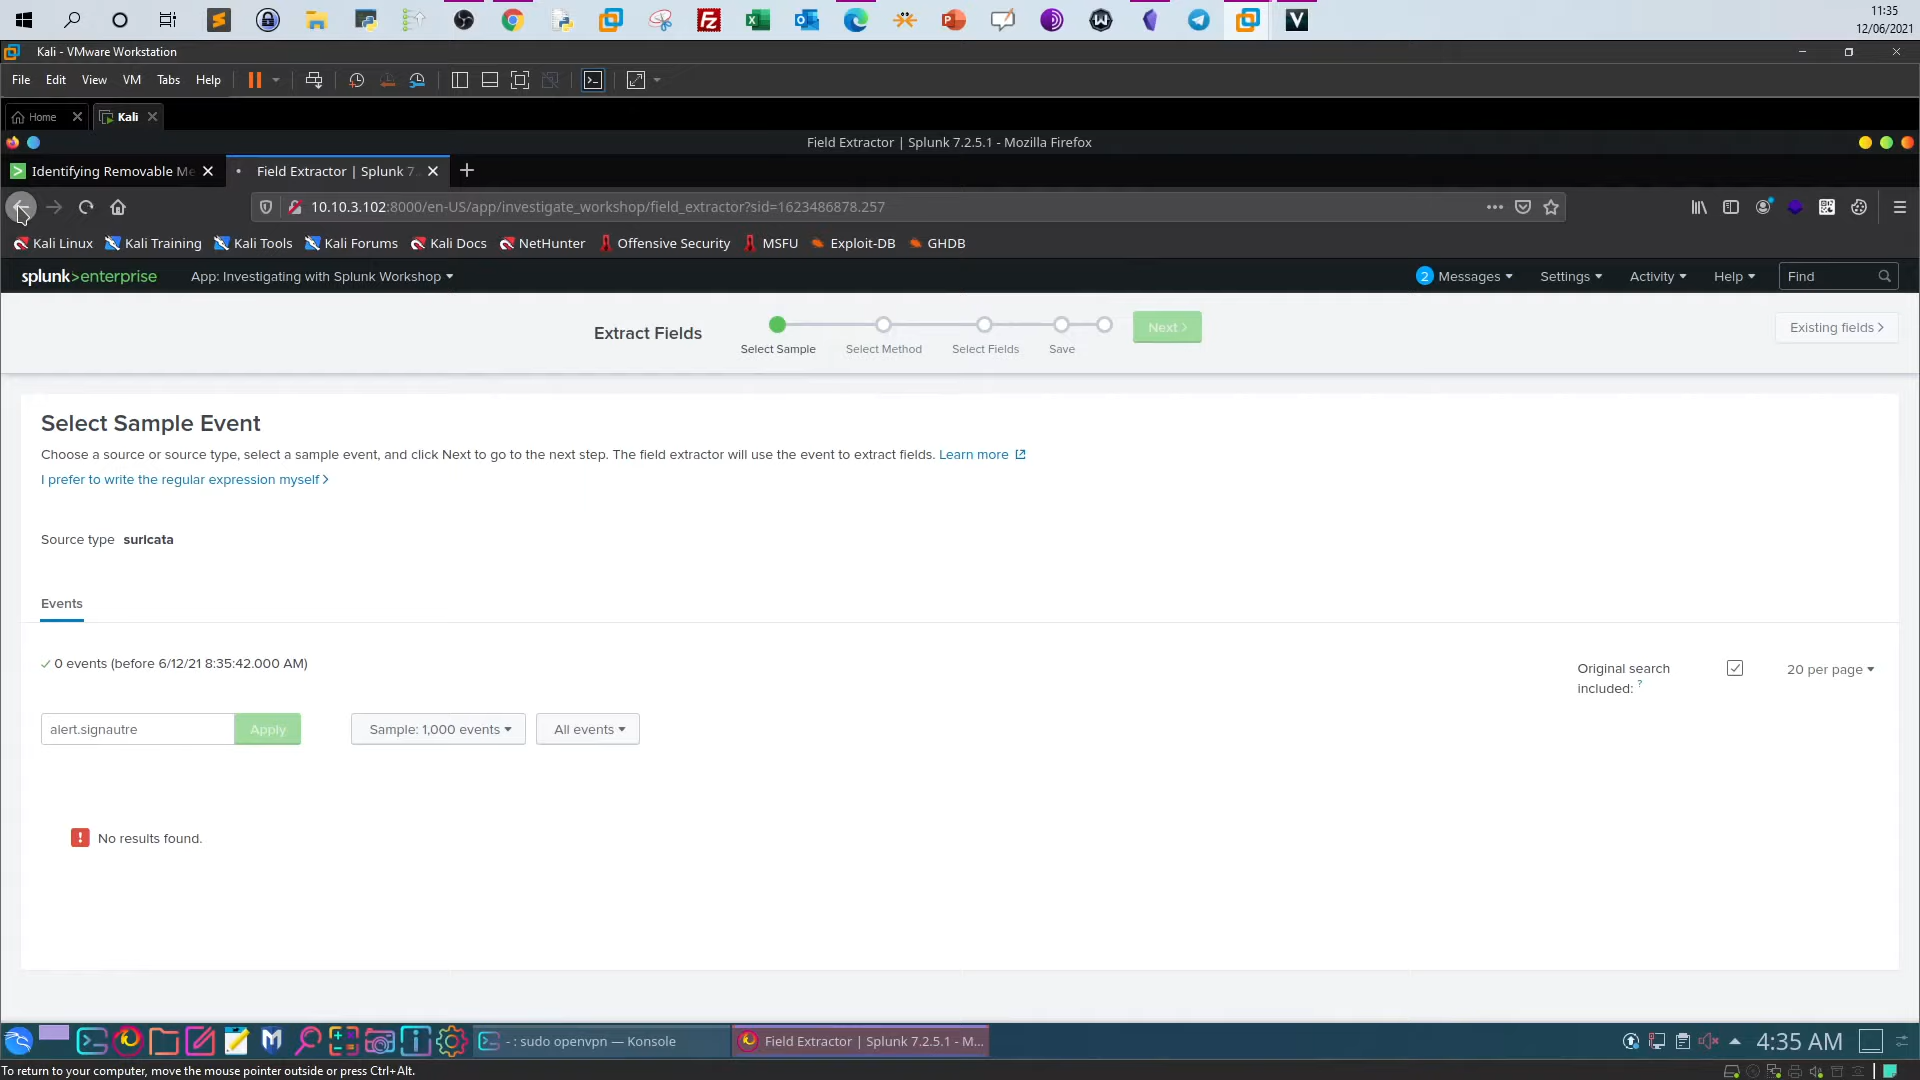 11:35
12/06/2021
Kali - VMware Workstation
File Edit View VM Tabs Help
Home Kali
Field Extractor | Splunk 7.2.5.1 - Mozilla Firefox
Identifying Removable Me Field Extractor | Splunk 7.
10.10.3.102:8000/en-US/app/investigate_workshop/field_extractor?sid=1623486878.257
Kali Linux Kali Training Kali Tools Kali Forums Kali Docs NetHunter Offensive Security MSFU Exploit-DB GHDB
splunk>enterprise App: Investigating with Splunk Workshop 2 Messages Settings Activity Help Find
Extract Fields Select Sample Select Method Select Fields Save Next > Existing fields >
Select Sample Event
Choose a source or source type, select a sample event, and click Next to go to the next step. The field extractor will use the event to extract fields. Learn more
I prefer to write the regular expression myself >
Source type suricata
Events
✓ 0 events (before 6/12/21 8:35:42.000 AM)
Original search included: ? 20 per page
alert.signautre Apply Sample: 1,000 events All events
! No results found.
- : sudo openvpn — Konsole Field Extractor | Splunk 7.2.5.1 - M... 4:35 AM
To return to your computer, move the mouse pointer outside or press Ctrl+Alt.